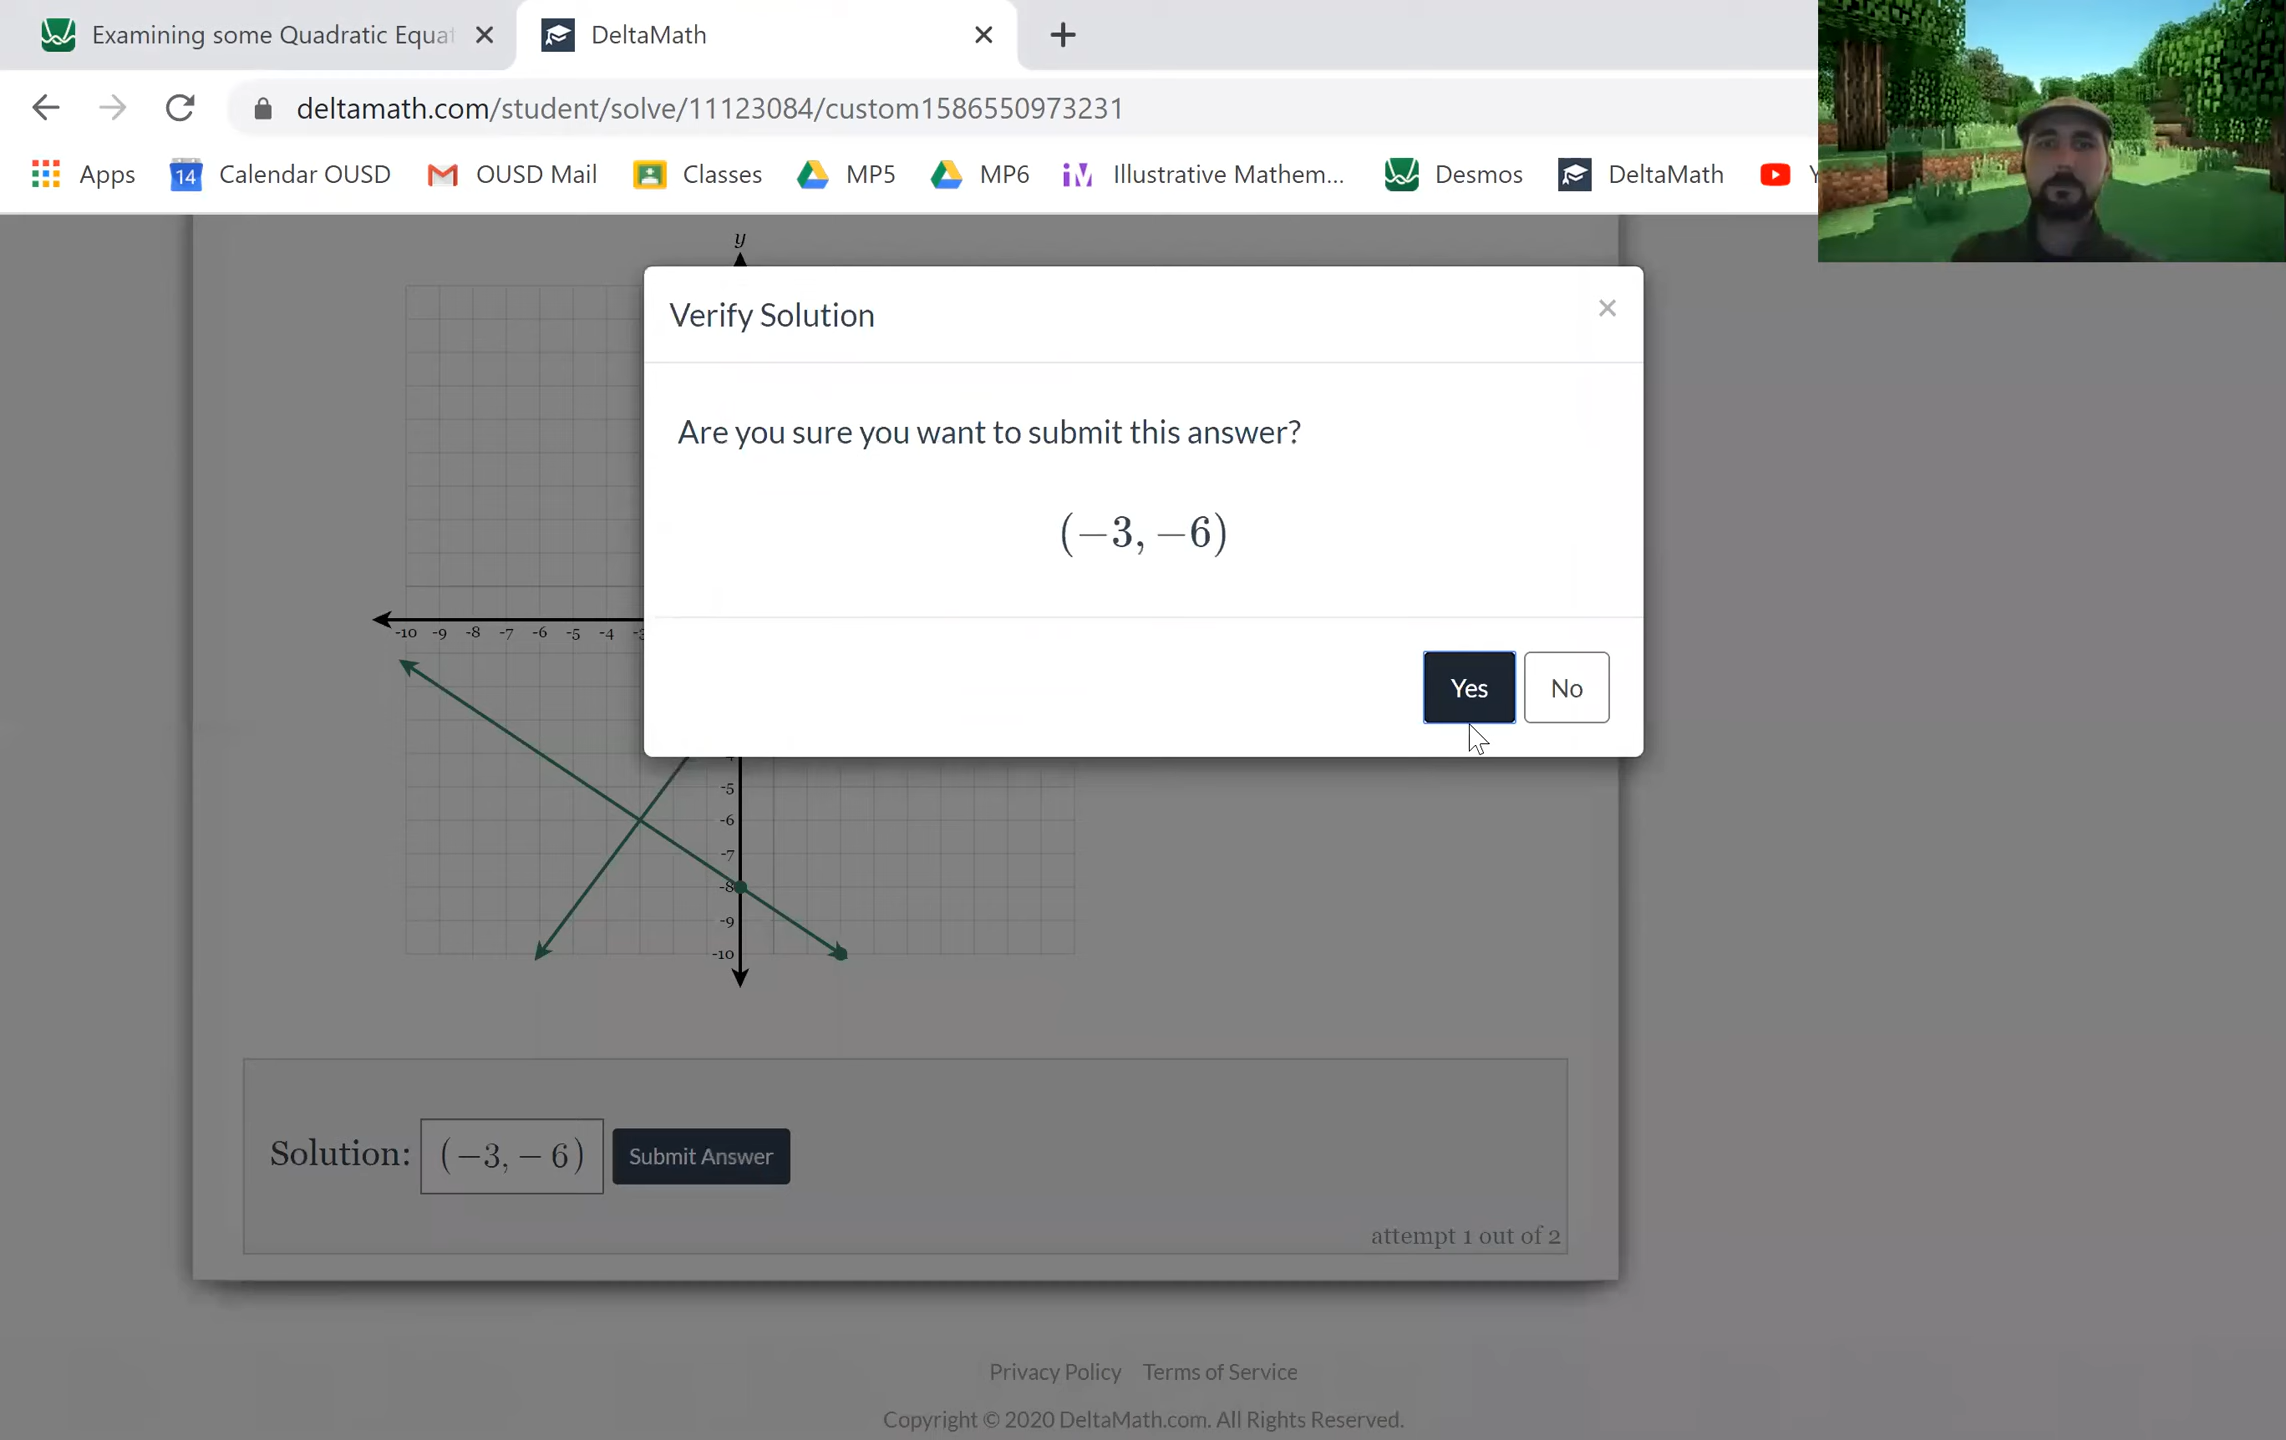 Examining some Quadratic Equat
DeltaMath
deltamath.com/student/solve/11123084/custom1586550973231
Apps
14
Calendar OUSD
OUSD Mail
Classes
MP5
MP6
Illustrative Mathem...
Desmos
DeltaMath
y
Verify Solution
×
Are you sure you want to submit this answer?
(−3, −6)
Yes
No
-10 -9 -8 -7 -6 -5 -4
-5
-6
-7
-8
-9
-10
Solution: (−3, − 6) Submit Answer
attempt 1 out of 2
Privacy Policy Terms of Service
Copyright © 2020 DeltaMath.com. All Rights Reserved.